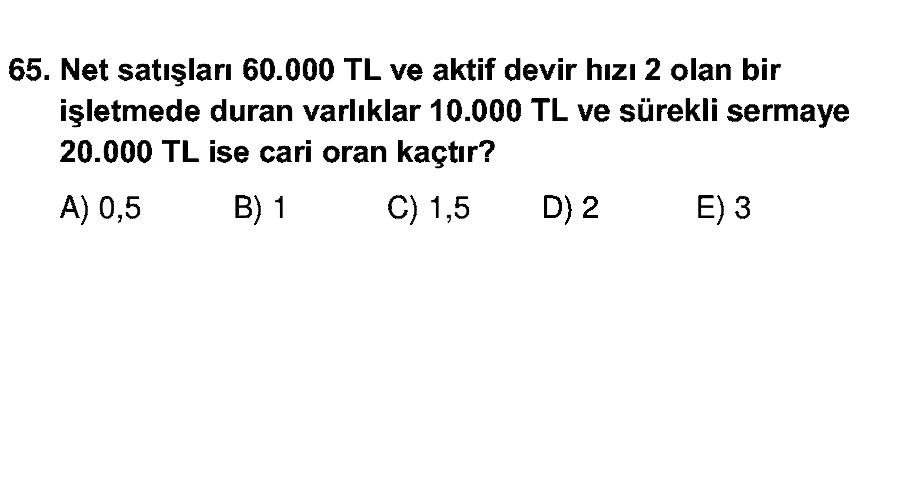 65. Net satışları 60.000 TL ve aktif devir hızı 2 olan bir
işletmede duran varlıklar 10.000 TL ve sürekli sermaye
20.000 TL ise cari oran kaçtır?
A) 0,5 B) 1 C) 1,5 D) 2 E) 3